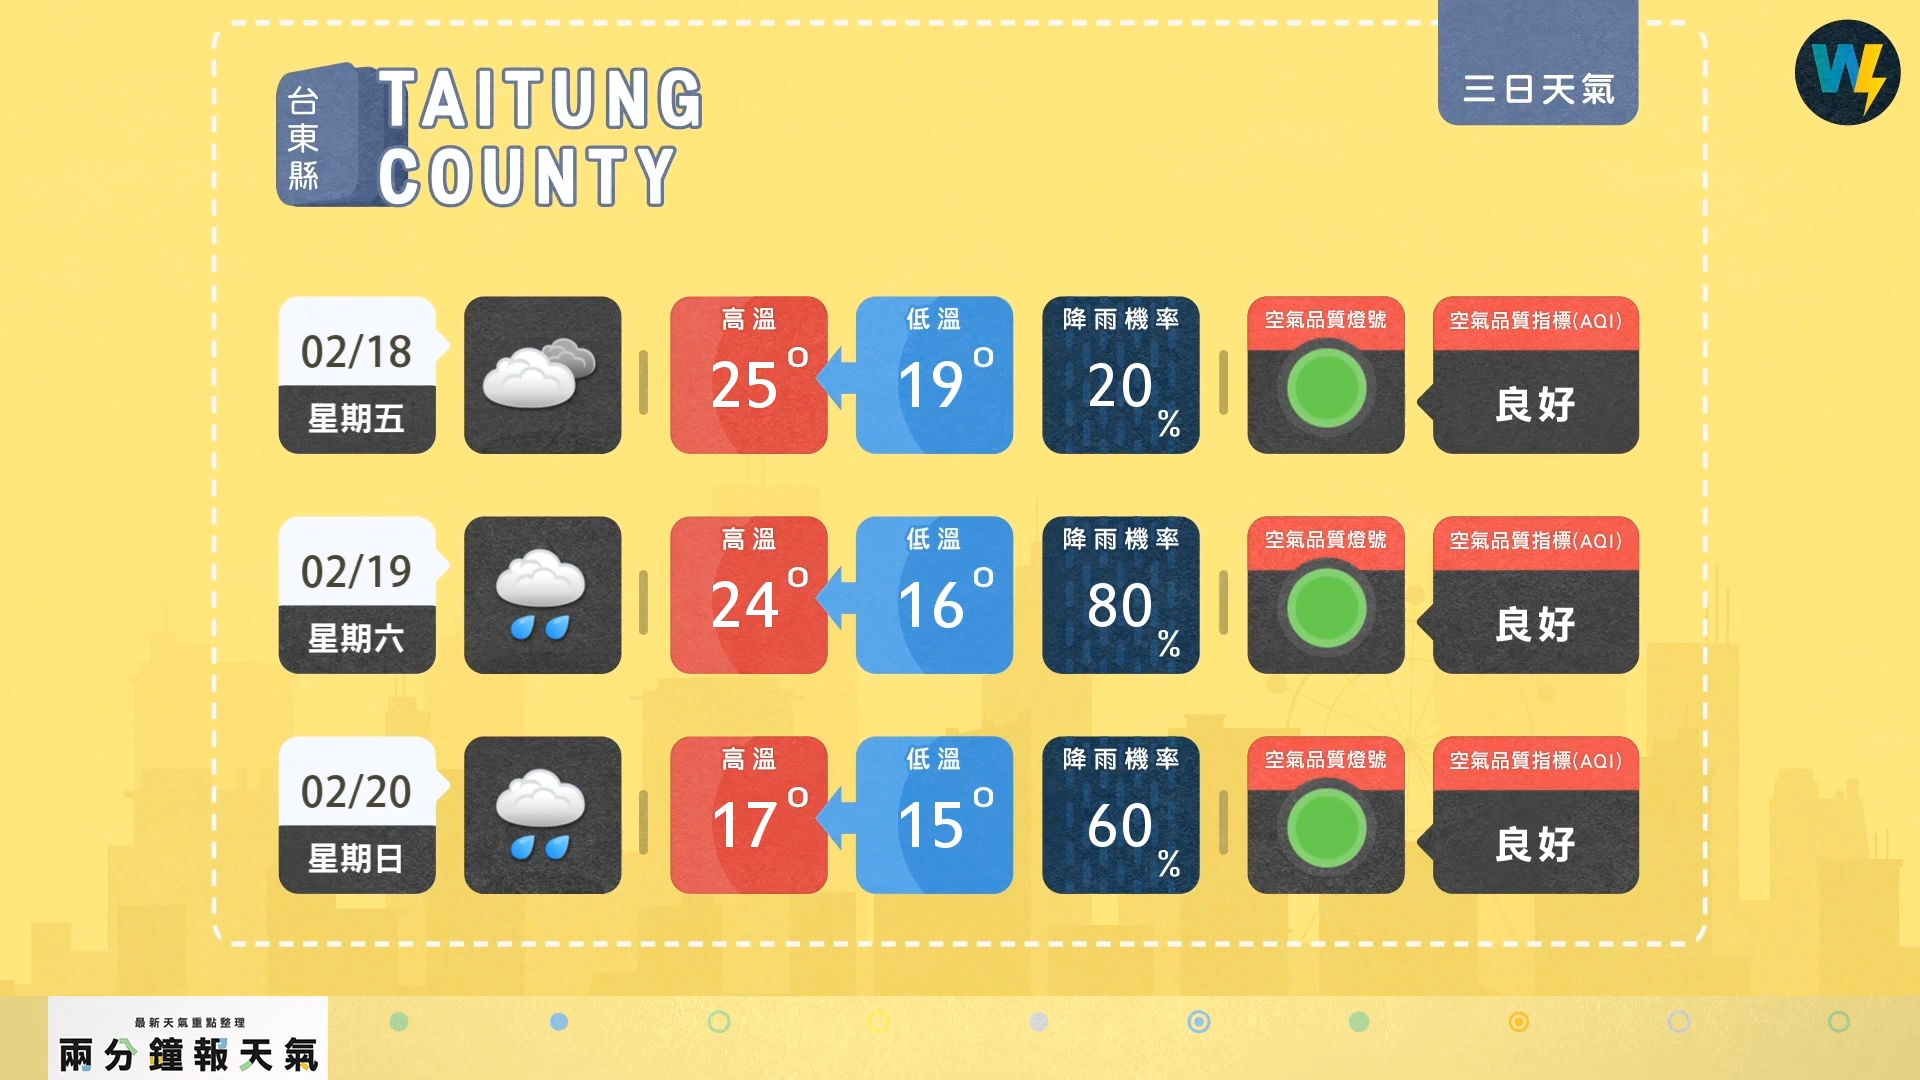 台東縣
TAITUNG
COUNTY
三日天氣
W
02/18
星期五
高溫
25°
低溫
19°
降雨機率
20%
空氣品質燈號
空氣品質指標(AQI)
良好
02/19
星期六
高溫
24°
低溫
16°
降雨機率
80%
空氣品質燈號
空氣品質指標(AQI)
良好
02/20
星期日
高溫
17°
低溫
15°
降雨機率
60%
空氣品質燈號
空氣品質指標(AQI)
良好
最新天氣重點整理
兩分鐘報天氣